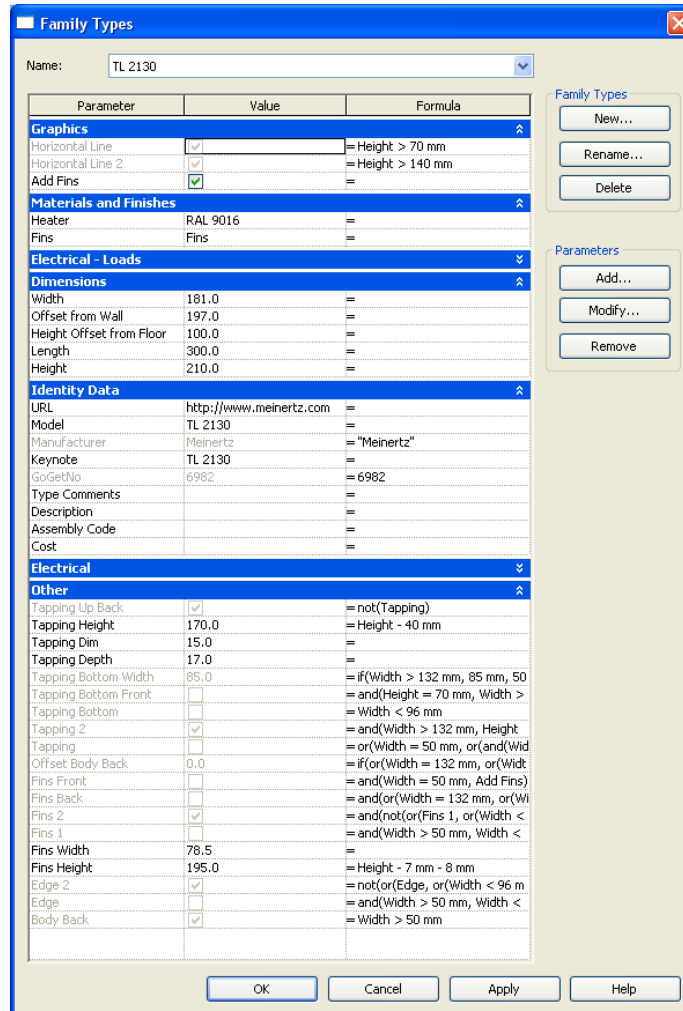 Family Types
Name: TL 2130
Parameter Value Formula
Graphics
Horizontal Line = Height > 70 mm
Horizontal Line 2 = Height > 140 mm
Add Fins =
Materials and Finishes
Heater RAL 9016 =
Fins Fins =
Electrical - Loads
Dimensions
Width 181.0 =
Offset from Wall 197.0 =
Height Offset from Floor 100.0 =
Length 300.0 =
Height 210.0 =
Identity Data
URL http://www.meinertz.com =
Model TL 2130 =
Manufacturer Meinertz = "Meinertz"
Keynote TL 2130 =
GoGetNo 6982 = 6982
Type Comments =
Description =
Assembly Code =
Cost =
Electrical
Other
Tapping Up Back = not(Tapping)
Tapping Height 170.0 = Height - 40 mm
Tapping Dim 15.0 =
Tapping Depth 17.0 =
Tapping Bottom Width 85.0 = if(Width > 132 mm, 85 mm, 50
Tapping Bottom Front = and(Height = 70 mm, Width >
Tapping Bottom = Width < 96 mm
Tapping 2 = and(Width > 132 mm, Height
Tapping = or(Width = 50 mm, or(and(Wid
Offset Body Back 0.0 = if(or(Width = 132 mm, or(Widt
Fins Front = and(Width = 50 mm, Add Fins)
Fins Back = and(or(Width = 132 mm, or(Wi
Fins 2 = and(not(or(Fins 1, or(Width <
Fins 1 = and(Width > 50 mm, Width <
Fins Width 78.5 =
Fins Height 195.0 = Height - 7 mm - 8 mm
Edge 2 = not(or(Edge, or(Width < 96 m
Edge = and(Width > 50 mm, Width <
Body Back = Width > 50 mm
Family Types
New...
Rename...
Delete
Parameters
Add...
Modify...
Remove
OK Cancel Apply Help